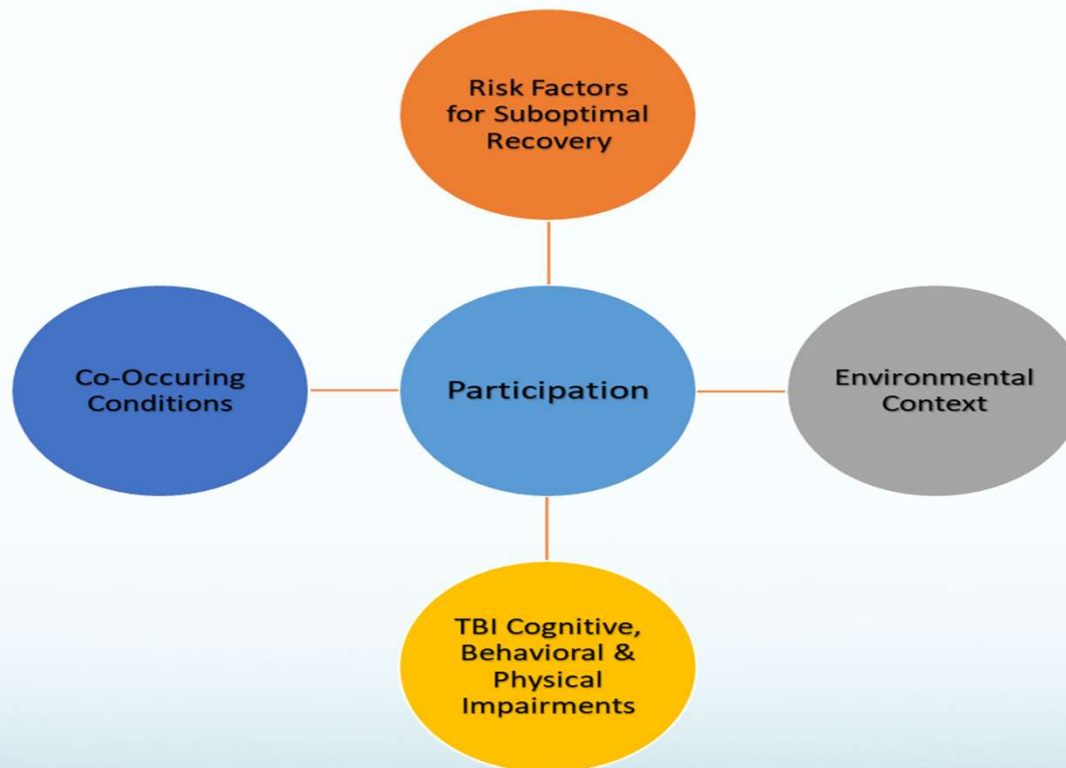 Risk Factors
for Suboptimal
Recovery
Co-Occuring
Conditions
Participation
Environmental
Context
TBI Cognitive,
Behavioral &
Physical
Impairments